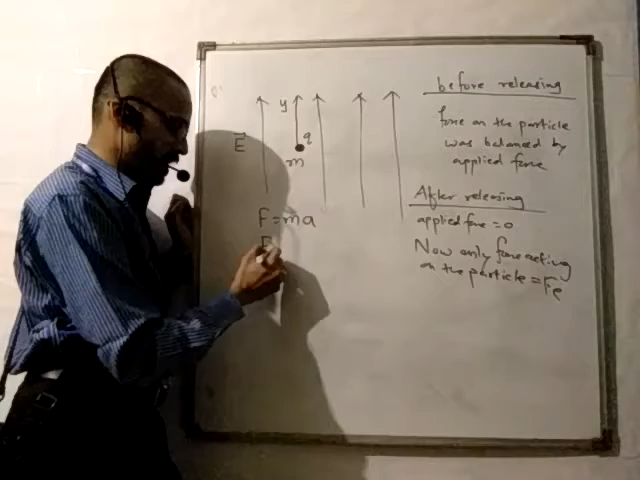 y
E
q
m
F=ma
F
before releasing
force on the particle
was balanced by
applied force
After releasing
applied force =0
Now only force acting
on the particle = Fe